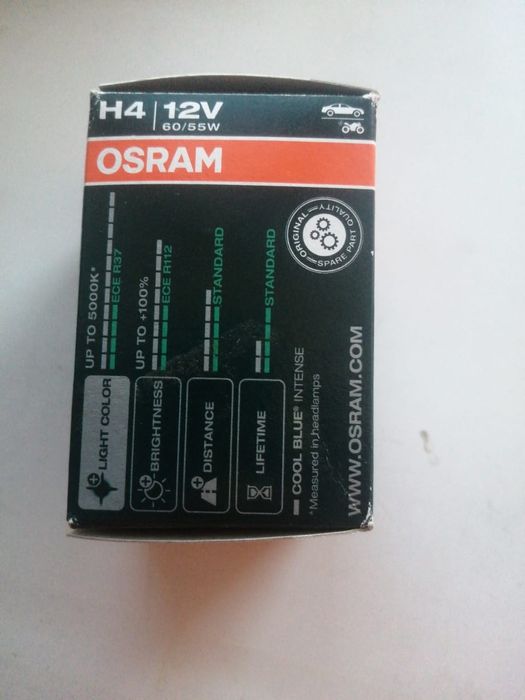 H4 | 12V
60/55W
OSRAM
ORIGINAL
SPARE PART QUALITY
LIGHT COLOR
UP TO 5000K*
ECE R37
BRIGHTNESS
UP TO +100%
ECE R112
DISTANCE
STANDARD
LIFETIME
STANDARD
COOL BLUE® INTENSE
*Measured in headlamps
WWW.OSRAM.COM